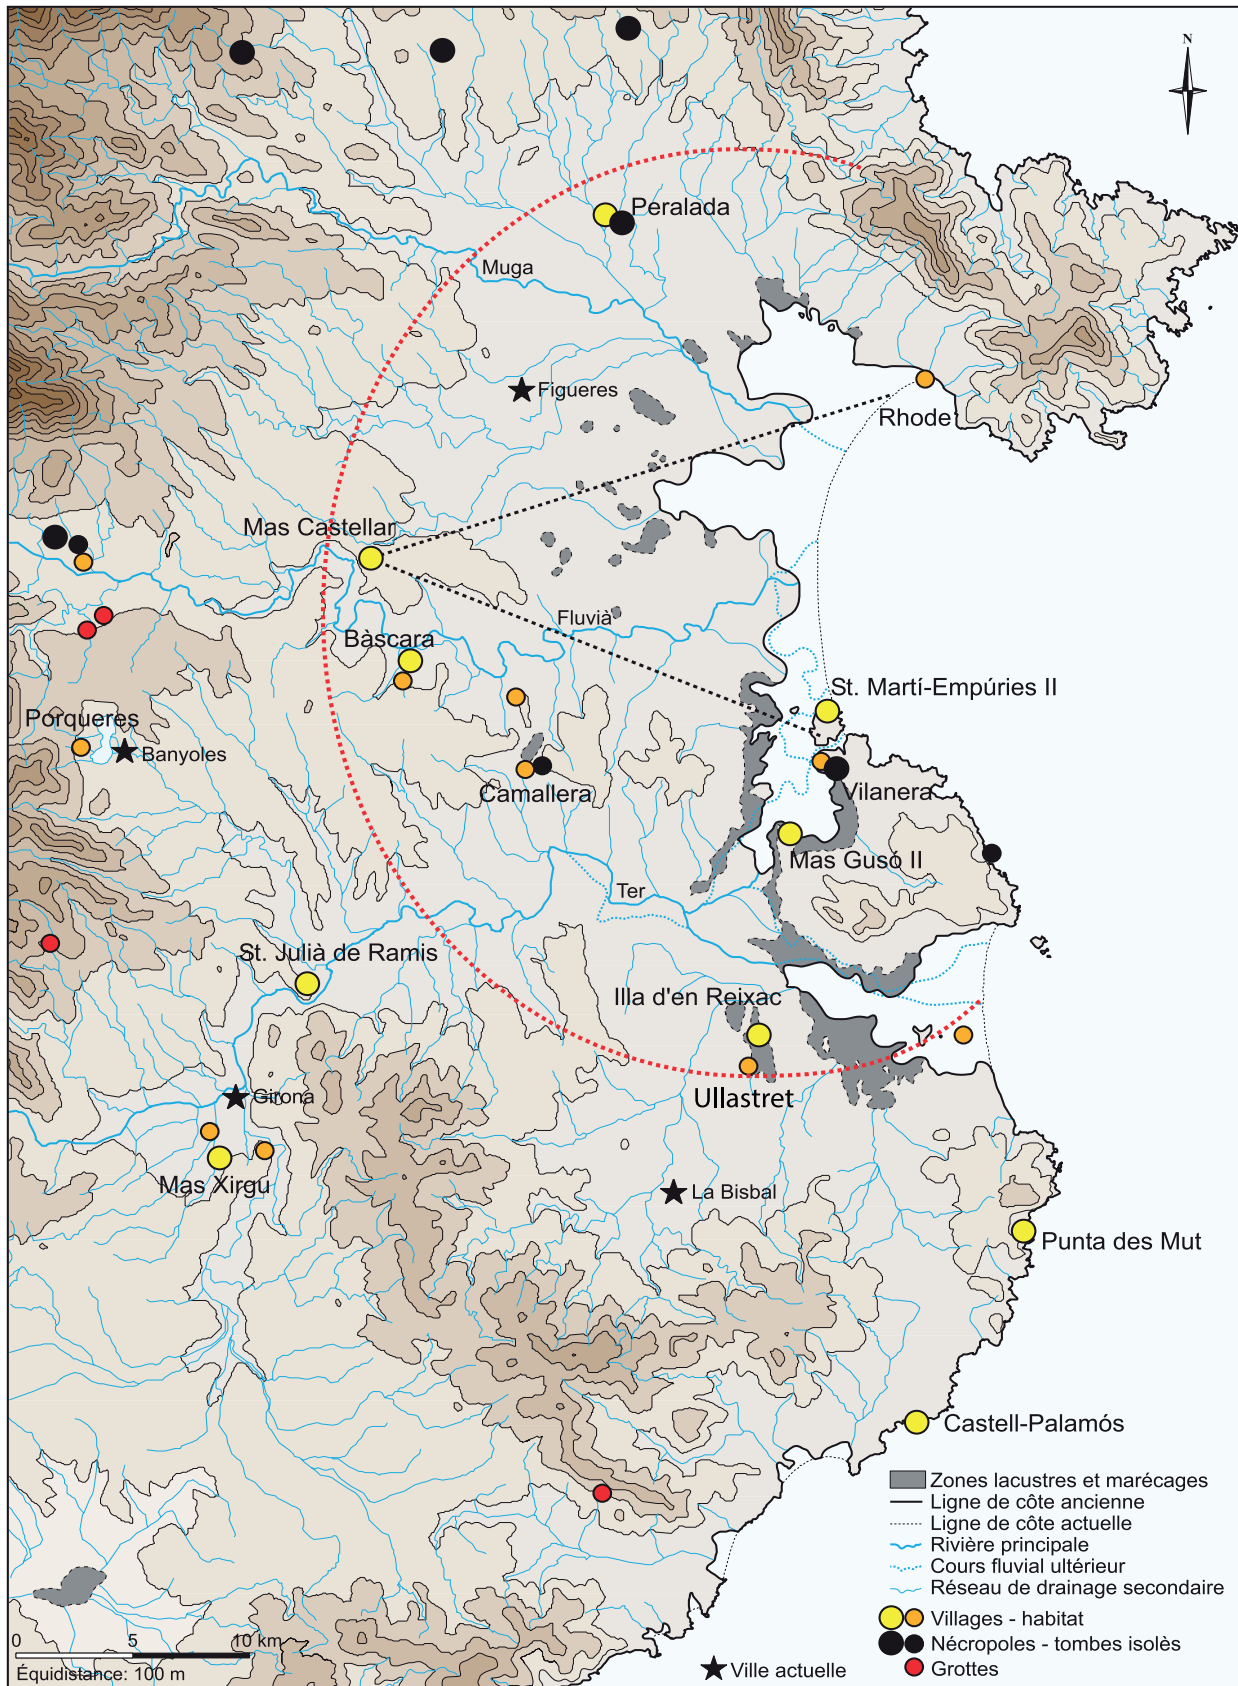 N
Peralada
Muga
Figueres
Rhode
Mas Castellar
Fluvià
Bàscara
St. Martí-Empúries II
Porqueres
Banyoles
Vilanera
Camallera
Mas Gusó II
Ter
St. Julià de Ramis
Illa d'en Reixac
Girona
Ullastret
Mas Xirgu
La Bisbal
Punta des Mut
Castell-Palamós
Zones lacustres et marécages
Ligne de côte ancienne
Ligne de côte actuelle
Rivière principale
Cours fluvial ultérieur
Réseau de drainage secondaire
Villages - habitat
Nécropoles - tombes isolès
Grottes
Ville actuelle
0 5 10 km
Équidistance: 100 m